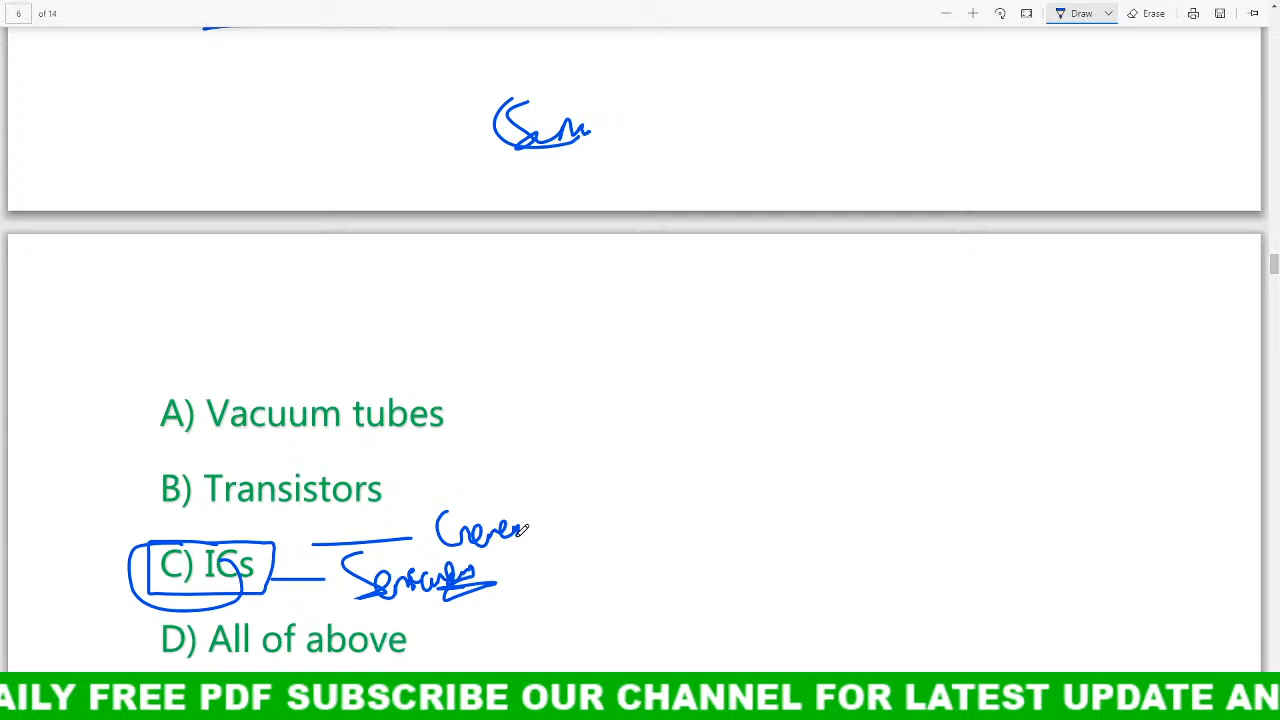 6 of 14
Draw
Erase
A) Vacuum tubes
B) Transistors
C) ICs
D) All of above
AILY FREE PDF SUBSCRIBE OUR CHANNEL FOR LATEST UPDATE AN